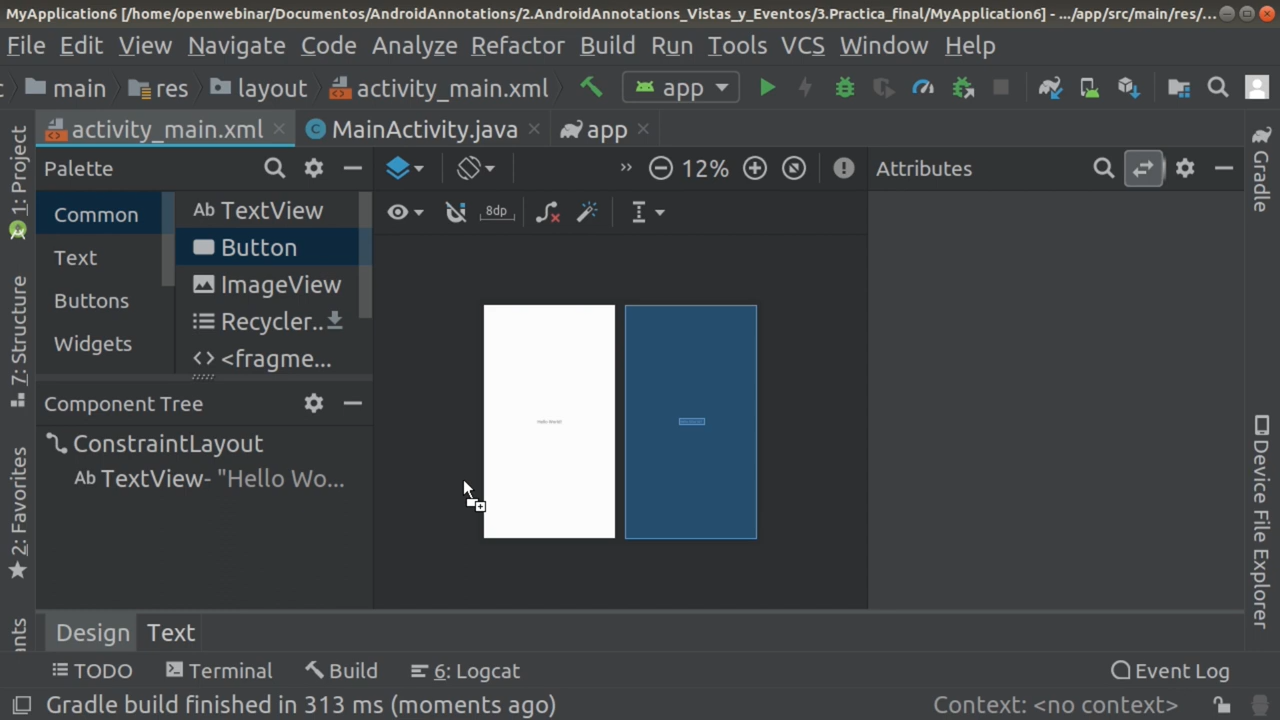 MyApplication6 [/home/openwebinar/Documentos/AndroidAnnotations/2.AndroidAnnotations_Vistas_y_Eventos/3.Practica_final/MyApplication6] - .../app/src/main/res/...
File Edit View Navigate Code Analyze Refactor Build Run Tools VCS Window Help
main res layout activity_main.xml app
activity_main.xml MainActivity.java app
1: Project
7: Structure
2: Favorites
Palette
Common
Text
Buttons
Widgets
Ab TextView
Button
ImageView
Recycler..
<> <fragme...
12%
8dp
Attributes
Gradle
Device File Explorer
Component Tree
ConstraintLayout
Ab TextView- "Hello Wo...
Design Text
TODO Terminal Build 6: Logcat Event Log
Gradle build finished in 313 ms (moments ago) Context: <no context>